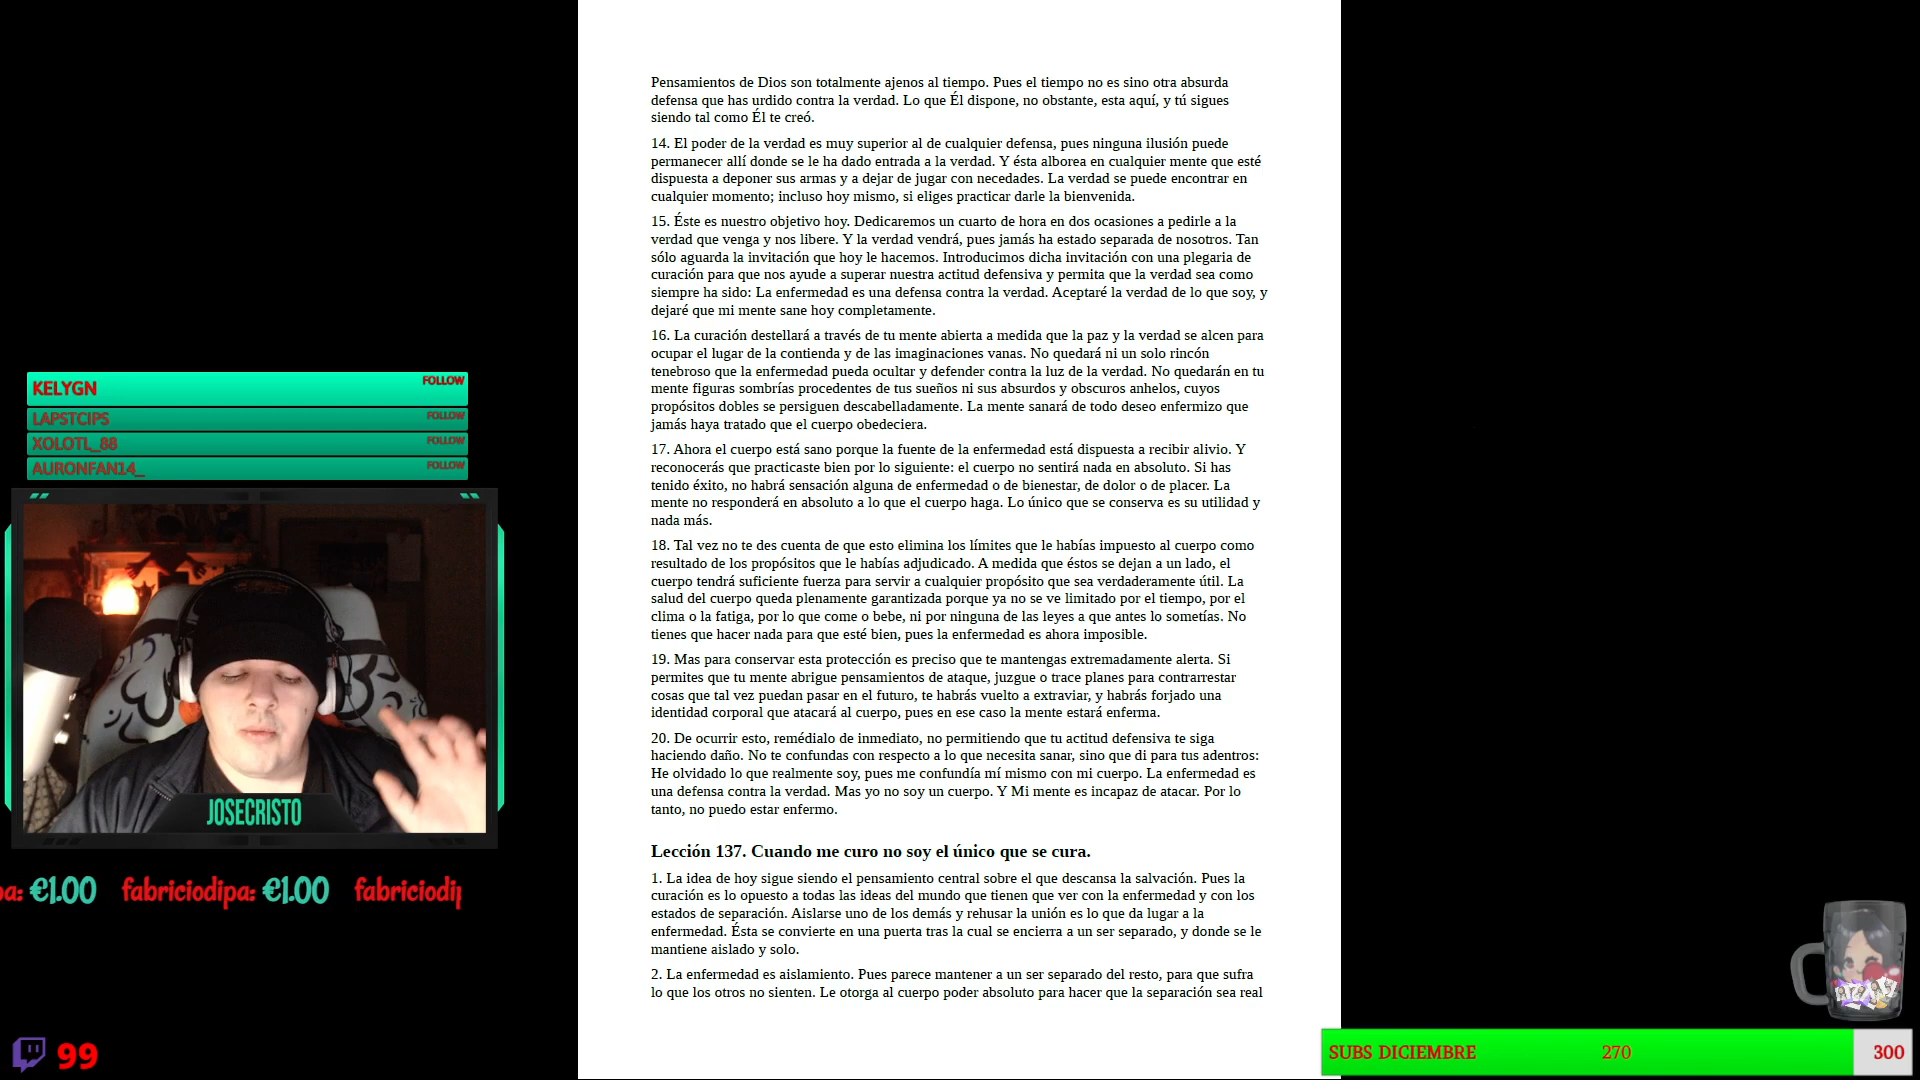 Pensamientos de Dios son totalmente ajenos al tiempo. Pues el tiempo no es sino otra absurda
defensa que has urdido contra la verdad. Lo que Él dispone, no obstante, esta aquí, y tú sigues
siendo tal como Él te creó.
14. El poder de la verdad es muy superior al de cualquier defensa, pues ninguna ilusión puede
permanecer allí donde se le ha dado entrada a la verdad. Y ésta alborea en cualquier mente que esté
dispuesta a deponer sus armas y a dejar de jugar con necedades. La verdad se puede encontrar en
cualquier momento; incluso hoy mismo, si eliges practicar darle la bienvenida.
15. Éste es nuestro objetivo hoy. Dedicaremos un cuarto de hora en dos ocasiones a pedirle a la
verdad que venga y nos libere. Y la verdad vendrá, pues jamás ha estado separada de nosotros. Tan
sólo aguarda la invitación que hoy le hacemos. Introducimos dicha invitación con una plegaria de
curación para que nos ayude a superar nuestra actitud defensiva y permita que la verdad sea como
siempre ha sido: La enfermedad es una defensa contra la verdad. Aceptaré la verdad de lo que soy, y
dejaré que mi mente sane hoy completamente.
16. La curación destellará a través de tu mente abierta a medida que la paz y la verdad se alcen para
ocupar el lugar de la contienda y de las imaginaciones vanas. No quedará ni un solo rincón
tenebroso que la enfermedad pueda ocultar y defender contra la luz de la verdad. No quedarán en tu
mente figuras sombrías procedentes de tus sueños ni sus absurdos y obscuros anhelos, cuyos
propósitos dobles se persiguen descabelladamente. La mente sanará de todo deseo enfermizo que
jamás haya tratado que el cuerpo obedeciera.
17. Ahora el cuerpo está sano porque la fuente de la enfermedad está dispuesta a recibir alivio. Y
reconocerás que practicaste bien por lo siguiente: el cuerpo no sentirá nada en absoluto. Si has
tenido éxito, no habrá sensación alguna de enfermedad o de bienestar, de dolor o de placer. La
mente no responderá en absoluto a lo que el cuerpo haga. Lo único que se conserva es su utilidad y
nada más.
18. Tal vez no te des cuenta de que esto elimina los límites que le habías impuesto al cuerpo como
resultado de los propósitos que le habías adjudicado. A medida que éstos se dejan a un lado, el
cuerpo tendrá suficiente fuerza para servir a cualquier propósito que sea verdaderamente útil. La
salud del cuerpo queda plenamente garantizada porque ya no se ve limitado por el tiempo, por el
clima o la fatiga, por lo que come o bebe, ni por ninguna de las leyes a que antes lo sometías. No
tienes que hacer nada para que esté bien, pues la enfermedad es ahora imposible.
19. Mas para conservar esta protección es preciso que te mantengas extremadamente alerta. Si
permites que tu mente abrigue pensamientos de ataque, juzgue o trace planes para contrarrestar
cosas que tal vez puedan pasar en el futuro, te habrás vuelto a extraviar, y habrás forjado una
identidad corporal que atacará al cuerpo, pues en ese caso la mente estará enferma.
20. De ocurrir esto, remédialo de inmediato, no permitiendo que tu actitud defensiva te siga
haciendo daño. No te confundas con respecto a lo que necesita sanar, sino que di para tus adentros:
He olvidado lo que realmente soy, pues me confundía mí mismo con mi cuerpo. La enfermedad es
una defensa contra la verdad. Mas yo no soy un cuerpo. Y Mi mente es incapaz de atacar. Por lo
tanto, no puedo estar enfermo.
Lección 137. Cuando me curo no soy el único que se cura.
1. La idea de hoy sigue siendo el pensamiento central sobre el que descansa la salvación. Pues la
curación es lo opuesto a todas las ideas del mundo que tienen que ver con la enfermedad y con los
estados de separación. Aislarse uno de los demás y rehusar la unión es lo que da lugar a la
enfermedad. Ésta se convierte en una puerta tras la cual se encierra a un ser separado, y donde se le
mantiene aislado y solo.
2. La enfermedad es aislamiento. Pues parece mantener a un ser separado del resto, para que sufra
lo que los otros no sienten. Le otorga al cuerpo poder absoluto para hacer que la separación sea real
KELYGN FOLLOW
LAPSTCIPS FOLLOW
XOLOTL_88 FOLLOW
AURONFAN14_ FOLLOW
JOSECRISTO
pa: €1.00 fabriciodipa: €1.00 fabriciodip
99
SUBS DICIEMBRE 270 300